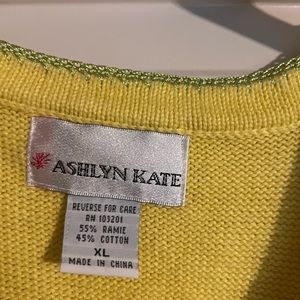 ASHLYN KATE
REVERSE FOR CARE
RN 103201
55% RAMIE
45% COTTON
XL
MADE IN CHINA